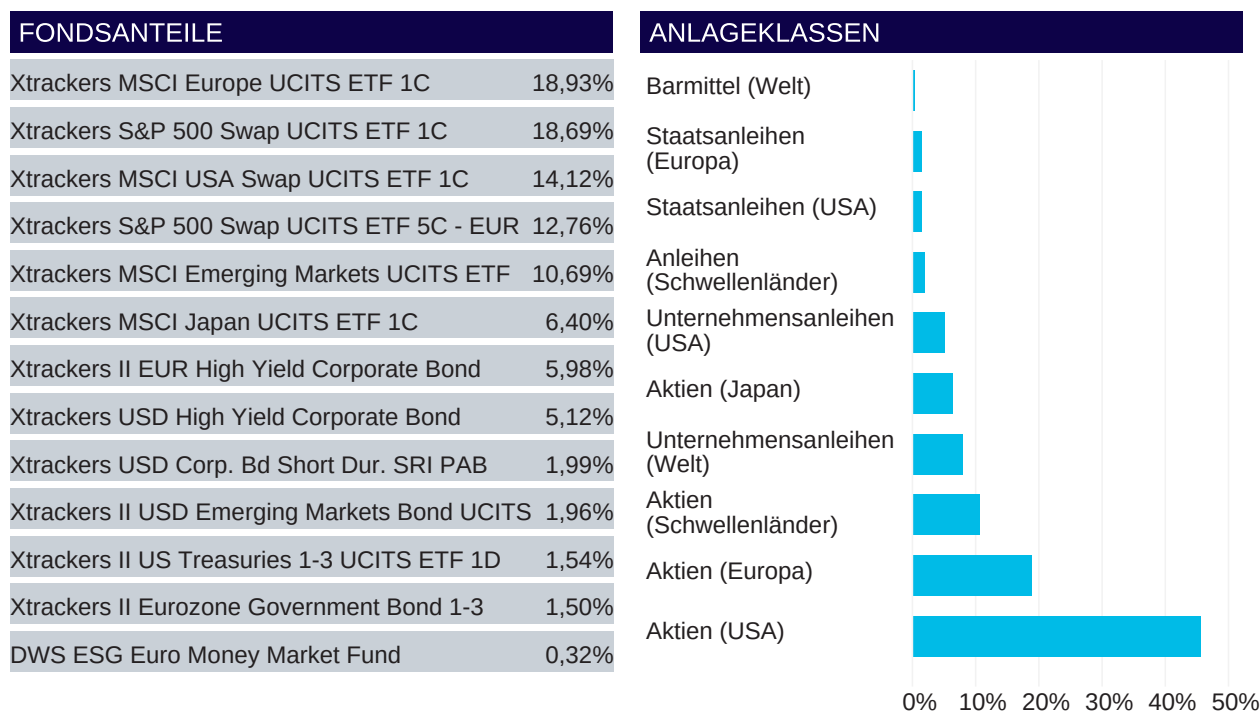 FONDSANTEILE
Xtrackers MSCI Europe UCITS ETF 1C 18,93%
Xtrackers S&P 500 Swap UCITS ETF 1C 18,69%
Xtrackers MSCI USA Swap UCITS ETF 1C 14,12%
Xtrackers S&P 500 Swap UCITS ETF 5C - EUR 12,76%
Xtrackers MSCI Emerging Markets UCITS ETF 10,69%
Xtrackers MSCI Japan UCITS ETF 1C 6,40%
Xtrackers II EUR High Yield Corporate Bond 5,98%
Xtrackers USD High Yield Corporate Bond 5,12%
Xtrackers USD Corp. Bd Short Dur. SRI PAB 1,99%
Xtrackers II USD Emerging Markets Bond UCITS 1,96%
Xtrackers II US Treasuries 1-3 UCITS ETF 1D 1,54%
Xtrackers II Eurozone Government Bond 1-3 1,50%
DWS ESG Euro Money Market Fund 0,32%
ANLAGEKLASSEN
Barmittel (Welt)
Staatsanleihen
(Europa)
Staatsanleihen (USA)
Anleihen
(Schwellenländer)
Unternehmensanleihen
(USA)
Aktien (Japan)
Unternehmensanleihen
(Welt)
Aktien
(Schwellenländer)
Aktien (Europa)
Aktien (USA)
0% 10% 20% 30% 40% 50%